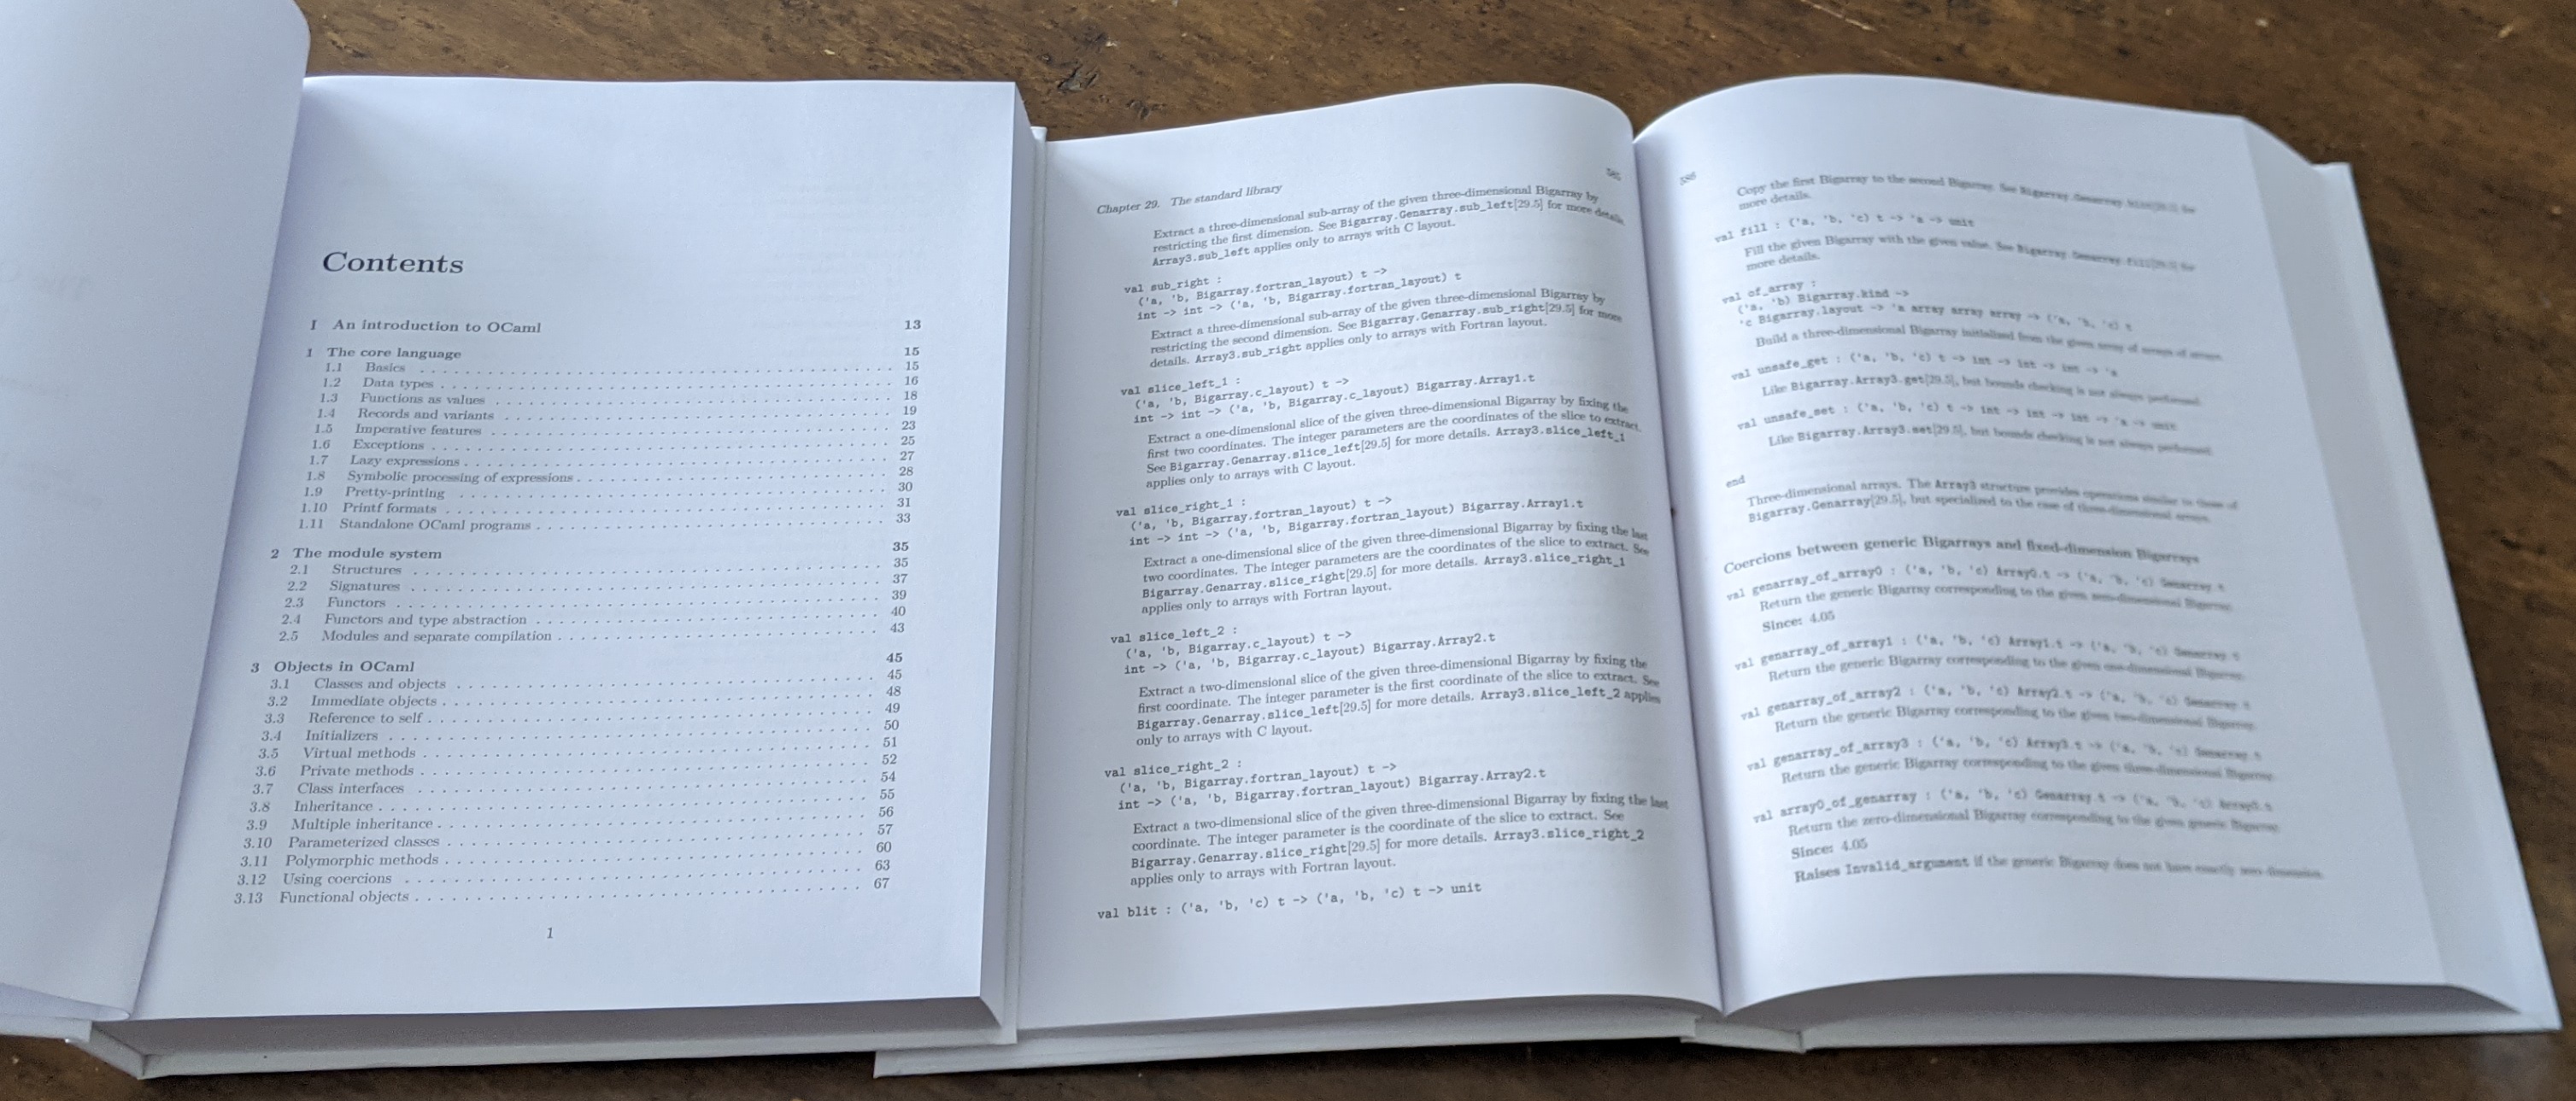 Contents
I An introduction to OCaml 13
1 The core language 15
1.1 Basics 15
1.2 Data types 16
1.3 Functions as values 18
1.4 Records and variants 19
1.5 Imperative features 23
1.6 Exceptions 25
1.7 Lazy expressions 27
1.8 Symbolic processing of expressions 28
1.9 Pretty-printing 30
1.10 Printf formats 31
1.11 Standalone OCaml programs 33
2 The module system 35
2.1 Structures 35
2.2 Signatures 37
2.3 Functors 39
2.4 Functors and type abstraction 40
2.5 Modules and separate compilation 43
3 Objects in OCaml 45
3.1 Classes and objects 45
3.2 Immediate objects 48
3.3 Reference to self 49
3.4 Initializers 50
3.5 Virtual methods 51
3.6 Private methods 52
3.7 Class interfaces 54
3.8 Inheritance 55
3.9 Multiple inheritance 56
3.10 Parameterized classes 57
3.11 Polymorphic methods 60
3.12 Using coercions 63
3.13 Functional objects 67
1
Chapter 29. The standard library 585
Extract a three-dimensional sub-array of the given three-dimensional Bigarray by
restricting the first dimension. See Bigarray.Genarray.sub_left[29.5] for more details.
Array3.sub_left applies only to arrays with C layout.
val sub_right :
('a, 'b, Bigarray.fortran_layout) t ->
int -> int -> ('a, 'b, Bigarray.fortran_layout) t
Extract a three-dimensional sub-array of the given three-dimensional Bigarray by
restricting the second dimension. See Bigarray.Genarray.sub_right[29.5] for more
details. Array3.sub_right applies only to arrays with Fortran layout.
val slice_left_1 :
('a, 'b, Bigarray.c_layout) t ->
int -> int -> ('a, 'b, Bigarray.c_layout) Bigarray.Array1.t
Extract a one-dimensional slice of the given three-dimensional Bigarray by fixing the
first two coordinates. The integer parameters are the coordinates of the slice to extract.
See Bigarray.Genarray.slice_left[29.5] for more details. Array3.slice_left_1
applies only to arrays with C layout.
val slice_right_1 :
('a, 'b, Bigarray.fortran_layout) t ->
int -> int -> ('a, 'b, Bigarray.fortran_layout) Bigarray.Array1.t
Extract a one-dimensional slice of the given three-dimensional Bigarray by fixing the last
two coordinates. The integer parameters are the coordinates of the slice to extract. See
Bigarray.Genarray.slice_right[29.5] for more details. Array3.slice_right_1
applies only to arrays with Fortran layout.
val slice_left_2 :
('a, 'b, Bigarray.c_layout) t ->
int -> ('a, 'b, Bigarray.c_layout) Bigarray.Array2.t
Extract a two-dimensional slice of the given three-dimensional Bigarray by fixing the
first coordinate. The integer parameter is the first coordinate of the slice to extract. See
Bigarray.Genarray.slice_left[29.5] for more details. Array3.slice_left_2 applies
only to arrays with C layout.
val slice_right_2 :
('a, 'b, Bigarray.fortran_layout) t ->
int -> ('a, 'b, Bigarray.fortran_layout) Bigarray.Array2.t
Extract a two-dimensional slice of the given three-dimensional Bigarray by fixing the last
coordinate. The integer parameter is the coordinate of the slice to extract. See
Bigarray.Genarray.slice_right[29.5] for more details. Array3.slice_right_2
applies only to arrays with Fortran layout.
val blit : ('a, 'b, 'c) t -> ('a, 'b, 'c) t -> unit
586
Copy the first Bigarray to the second Bigarray. See for
more details.
val fill : ('a, 'b, 'c) t -> 'a -> unit
Fill the given Bigarray with the given value. See for
more details.
val of_array :
('a, 'b) Bigarray.kind ->
'c Bigarray.layout -> 'a array array array -> ('a, 'b, 'c) t
Build a three-dimensional Bigarray initialized from the given array of arrays of arrays.
val unsafe_get : ('a, 'b, 'c) t -> int -> int -> int -> 'a
Like Bigarray.Array3.get[29.5], but bounds checking is not always performed.
val unsafe_set : ('a, 'b, 'c) t -> int -> int -> int -> 'a -> unit
Like Bigarray.Array3.set[29.5], but bounds checking is not always performed.
end
Three-dimensional arrays. The Array3 structure provides operations similar to those of
Bigarray.Genarray[29.5], but specialized to the case of three-dimensional arrays.
Coercions between generic Bigarrays and fixed-dimension Bigarrays
val genarray_of_array0 : ('a, 'b, 'c) Array0.t -> ('a, 'b, 'c) Genarray.t
Return the generic Bigarray corresponding to the given zero-dimensional Bigarray.
Since: 4.05
val genarray_of_array1 : ('a, 'b, 'c) Array1.t -> ('a, 'b, 'c) Genarray.t
Return the generic Bigarray corresponding to the given one-dimensional Bigarray.
val genarray_of_array2 : ('a, 'b, 'c) Array2.t -> ('a, 'b, 'c) Genarray.t
Return the generic Bigarray corresponding to the given two-dimensional Bigarray.
val genarray_of_array3 : ('a, 'b, 'c) Array3.t -> ('a, 'b, 'c) Genarray.t
Return the generic Bigarray corresponding to the given three-dimensional Bigarray.
val array0_of_genarray : ('a, 'b, 'c) Genarray.t -> ('a, 'b, 'c) Array0.t
Return the zero-dimensional Bigarray corresponding to the given generic Bigarray.
Since: 4.05
Raises Invalid_argument if the generic Bigarray does not have exactly zero-dimension.